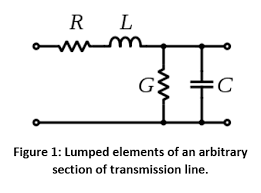 R L
G C
Figure 1: Lumped elements of an arbitrary
section of transmission line.